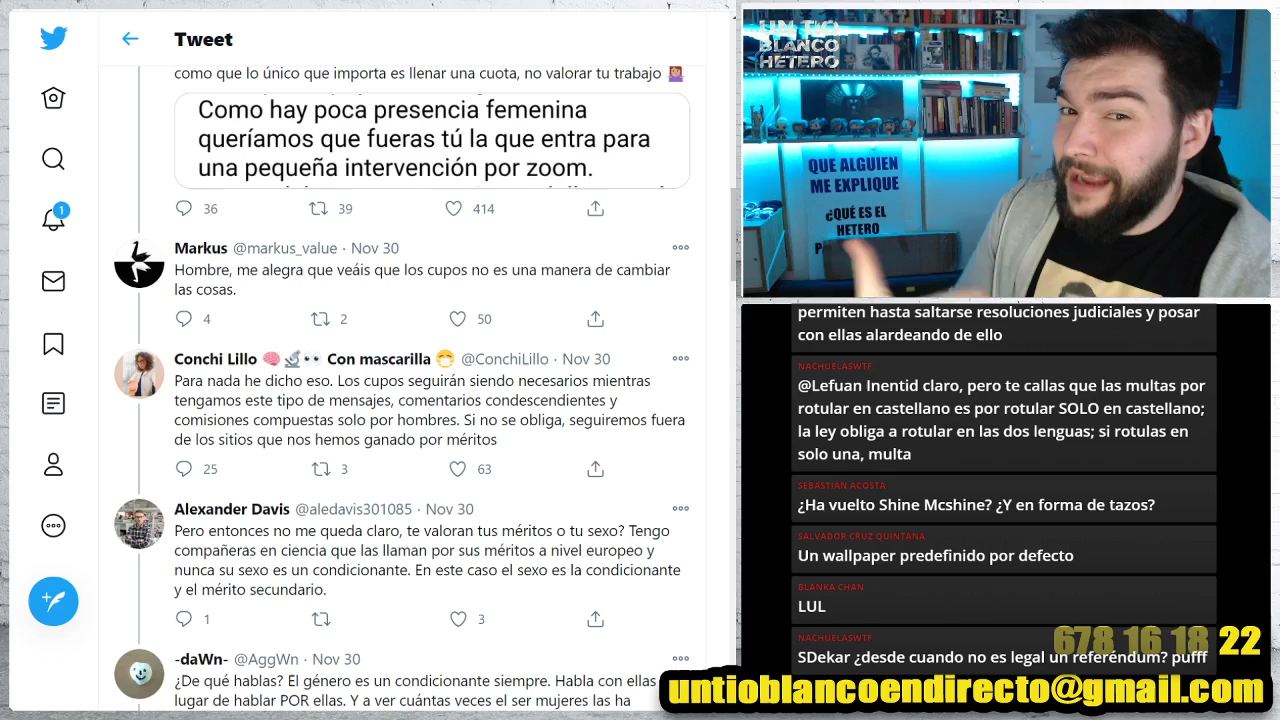 Tweet
como que lo único que importa es llenar una cuota, no valorar tu trabajo
Como hay poca presencia femenina
queríamos que fueras tú la que entra para
una pequeña intervención por zoom.
36 39 414
Markus @markus_value · Nov 30
Hombre, me alegra que veáis que los cupos no es una manera de cambiar
las cosas.
4 2 50
Conchi Lillo 🧠🔬👀 Con mascarilla 😷 @ConchiLillo · Nov 30
Para nada he dicho eso. Los cupos seguirán siendo necesarios mientras
tengamos este tipo de mensajes, comentarios condescendientes y
comisiones compuestas solo por hombres. Si no se obliga, seguiremos fuera
de los sitios que nos hemos ganado por méritos
25 3 63
Alexander Davis @aledavis301085 · Nov 30
Pero entonces no me queda claro, te valoran tus méritos o tu sexo? Tengo
compañeras en ciencia que las llaman por sus méritos a nivel europeo y
nunca su sexo es un condicionante. En este caso el sexo es la condicionante
y el mérito secundario.
1 3
-daWn- @AggWn · Nov 30
¿De qué hablas? El género es un condicionante siempre. Habla con ellas
lugar de hablar POR ellas. Y a ver cuántas veces el ser mujeres las ha
1
UN TIO
BLANCO
HETERO
QUE ALGUIEN
ME EXPLIQUE
¿QUÉ ES EL
HETERO
permiten hasta saltarse resoluciones judiciales y posar
con ellas alardeando de ello
NACHUELASWTF
@Lefuan Inentid claro, pero te callas que las multas por
rotular en castellano es por rotular SOLO en castellano;
la ley obliga a rotular en las dos lenguas; si rotulas en
solo una, multa
SEBASTIAN ACOSTA
¿Ha vuelto Shine Mcshine? ¿Y en forma de tazos?
SALVADOR CRUZ QUINTANA
Un wallpaper predefinido por defecto
BLANKA CHAN
LUL
NACHUELASWTF
SDekar ¿desde cuando no es legal un referéndum? pufff
678 16 18 22
untioblancoendirecto@gmail.com